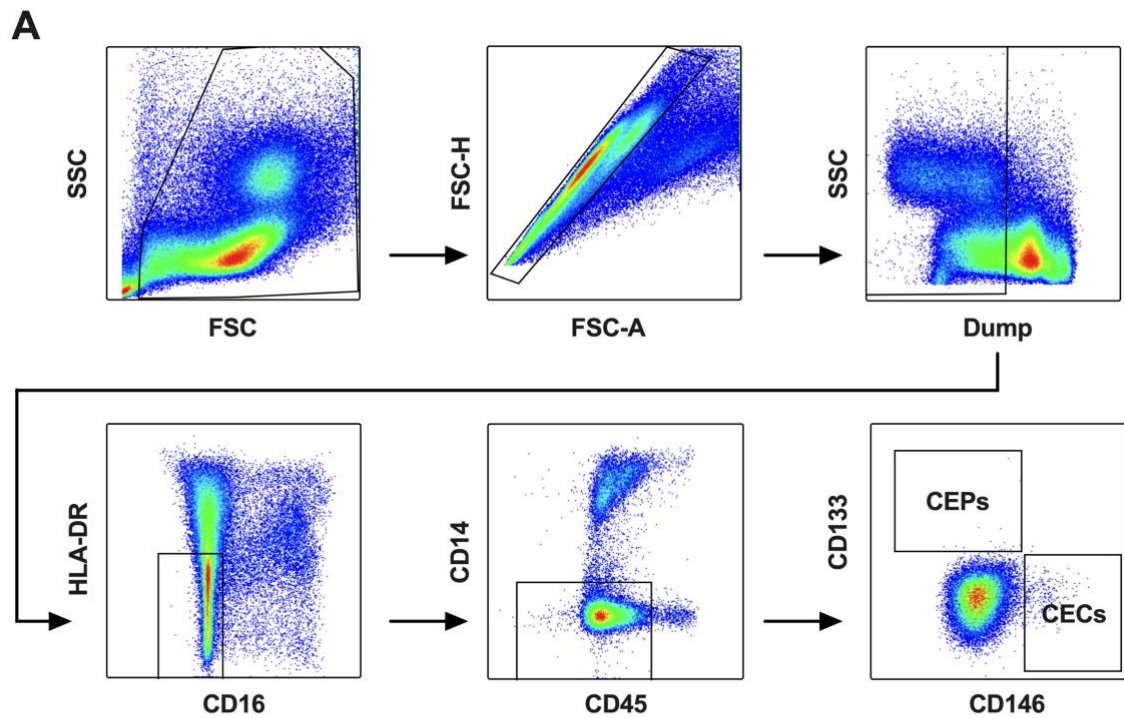 A
SSC
FSC
FSC-H
FSC-A
SSC
Dump
HLA-DR
CD16
CD14
CD45
CD133
CEPs
CECs
CD146